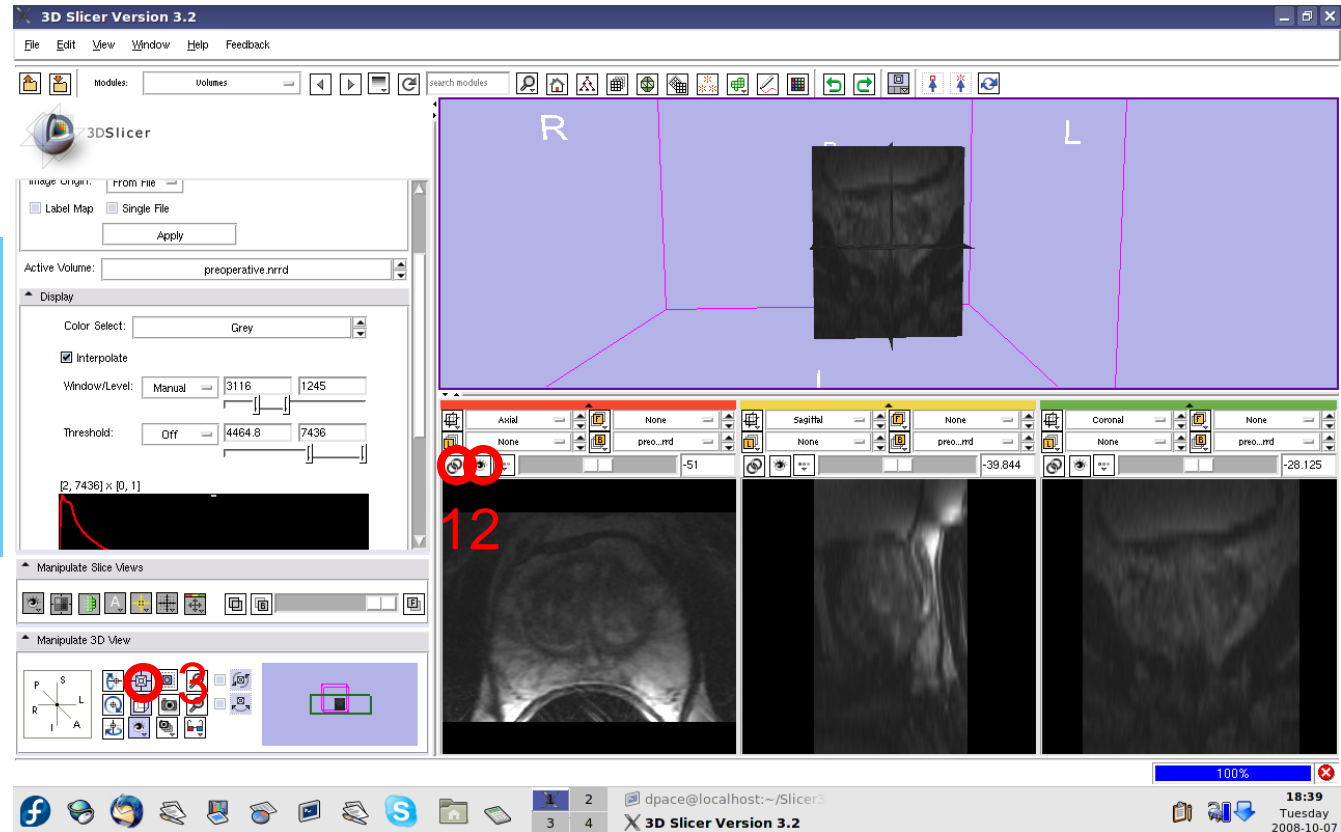 3D Slicer Version 3.2
File Edit View Window Help Feedback
Modules: Volumes search modules
3DSlicer
Image Origin: From File
Label Map Single File
Apply
Active Volume: preoperative.nrrd
Display
Color Select: Grey
Interpolate
Window/Level: Manual 3116 1245
Threshold: Off 4464.8 7436
[2, 7436] x [0, 1]
Manipulate Slice Views
A B F
Manipulate 3D View
P S L R I A
3
R L
I
Axial F None
L None B preo...rrd
-51
12
Sagittal F None
L None B preo...rrd
-39.844
Coronal F None
L None B preo...rrd
-28.125
100%
1 2
3 4
dpace@localhost:~/Slicer3
3D Slicer Version 3.2
18:39
Tuesday
2008-10-07